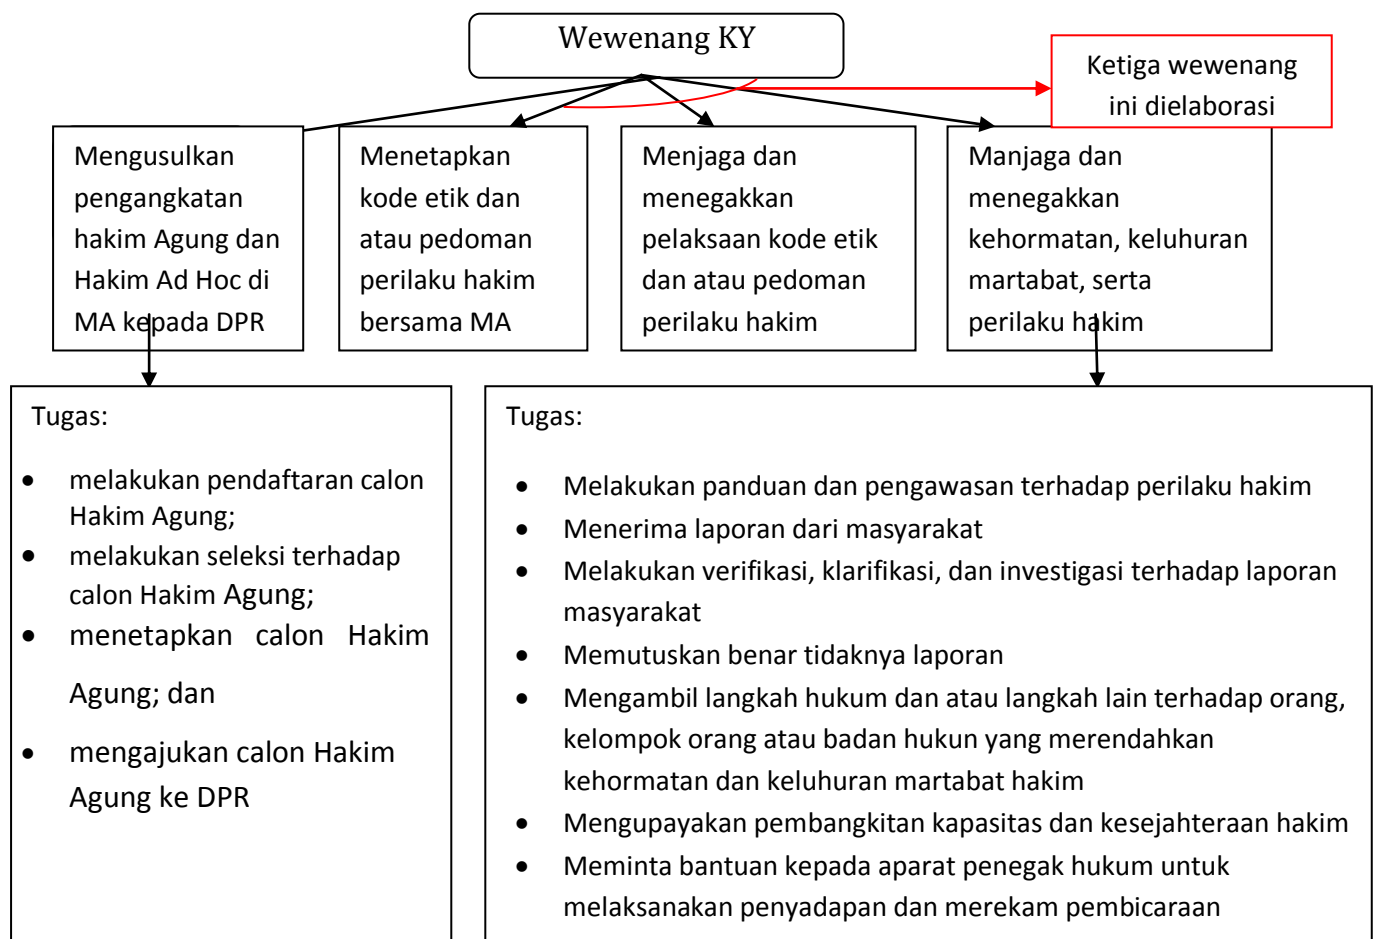 Wewenang KY
Ketiga wewenang
ini dielaborasi
Mengusulkan
pengangkatan
hakim Agung dan
Hakim Ad Hoc di
MA kepada DPR
Menetapkan
kode etik dan
atau pedoman
perilaku hakim
bersama MA
Menjaga dan
menegakkan
pelaksaan kode etik
dan atau pedoman
perilaku hakim
Manjaga dan
menegakkan
kehormatan, keluhuran
martabat, serta
perilaku hakim
Tugas:
• melakukan pendaftaran calon
Hakim Agung;
• melakukan seleksi terhadap
calon Hakim Agung;
• menetapkan calon Hakim
Agung; dan
• mengajukan calon Hakim
Agung ke DPR
Tugas:
• Melakukan panduan dan pengawasan terhadap perilaku hakim
• Menerima laporan dari masyarakat
• Melakukan verifikasi, klarifikasi, dan investigasi terhadap laporan
masyarakat
• Memutuskan benar tidaknya laporan
• Mengambil langkah hukum dan atau langkah lain terhadap orang,
kelompok orang atau badan hukun yang merendahkan
kehormatan dan keluhuran martabat hakim
• Mengupayakan pembangkitan kapasitas dan kesejahteraan hakim
• Meminta bantuan kepada aparat penegak hukum untuk
melaksanakan penyadapan dan merekam pembicaraan